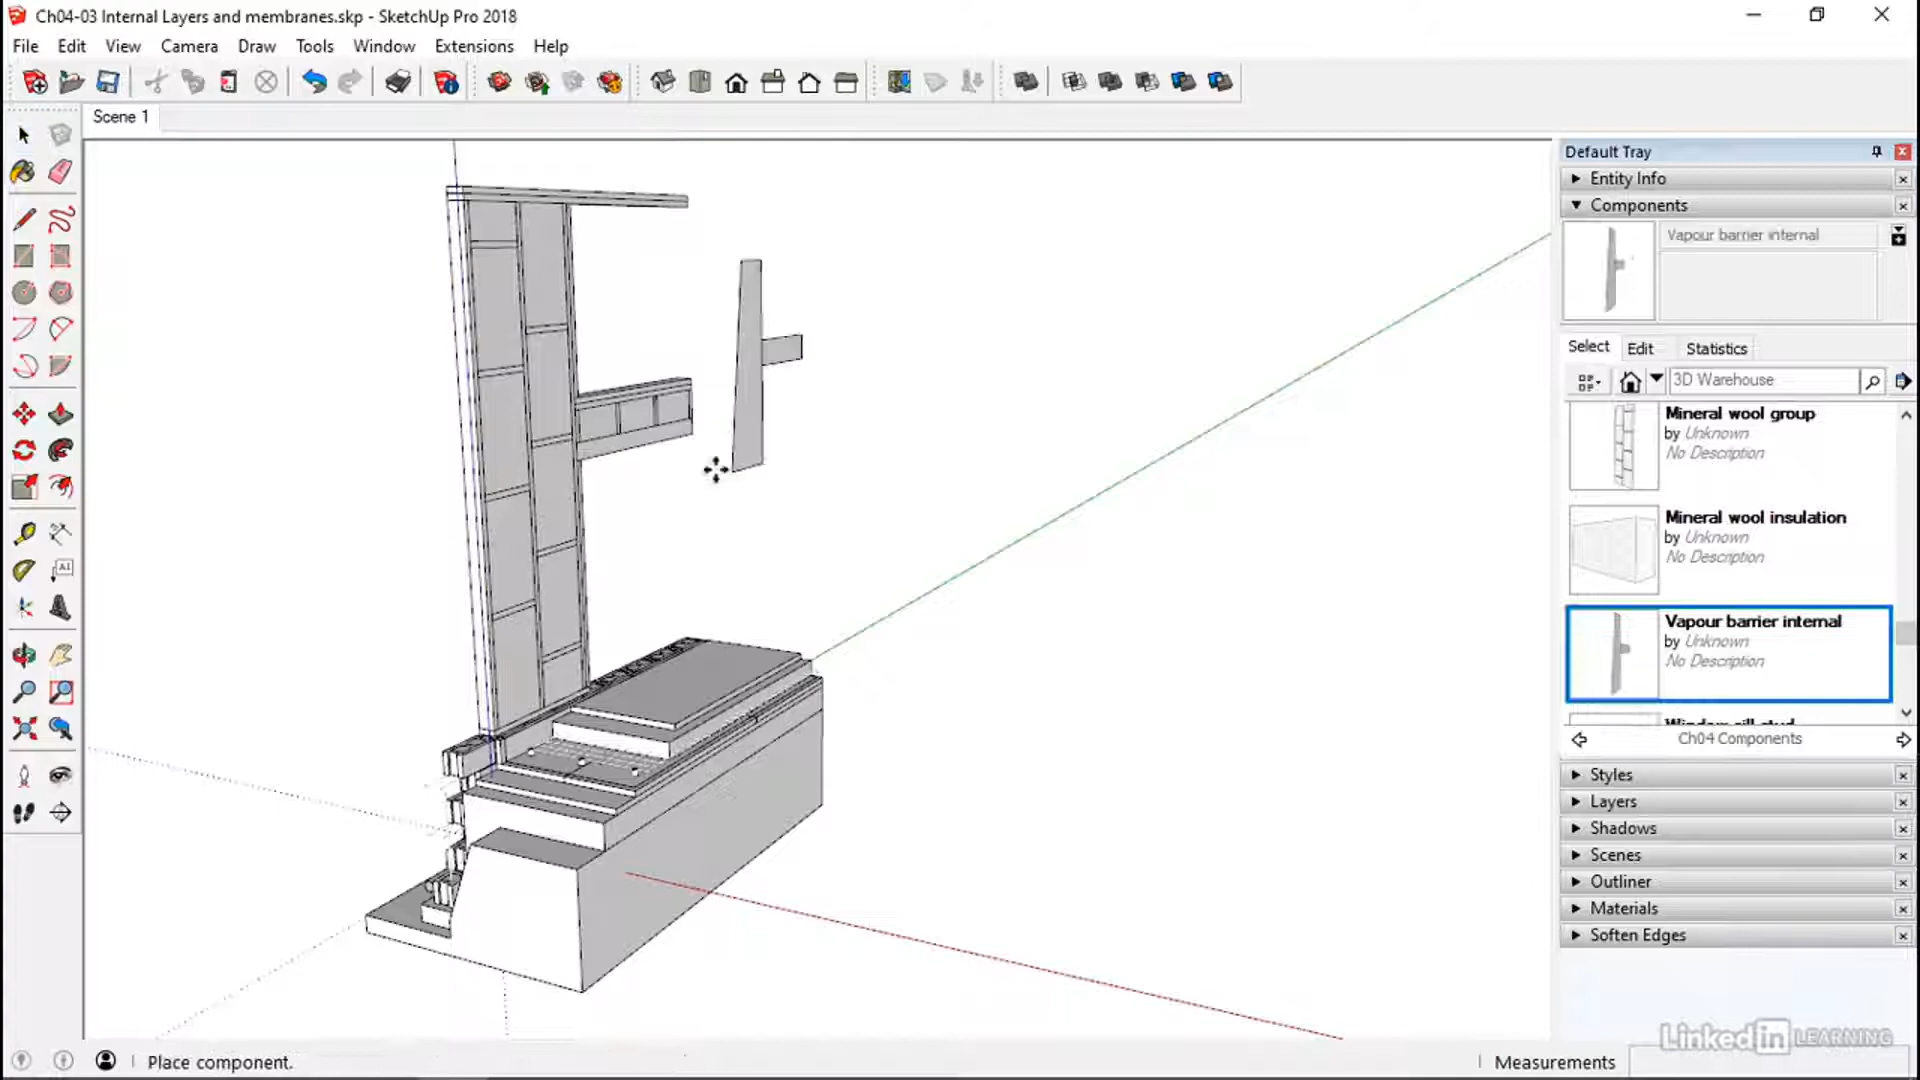 Ch04-03 Internal Layers and membranes.skp - SketchUp Pro 2018
File Edit View Camera Draw Tools Window Extensions Help
Scene 1
Default Tray
Entity Info
Components
Vapour barrier internal
Select Edit Statistics
3D Warehouse
Mineral wool group
by Unknown
No Description
Mineral wool insulation
by Unknown
No Description
Vapour barrier internal
by Unknown
No Description
Window sill stud
Ch04 Components
Styles
Layers
Shadows
Scenes
Outliner
Materials
Soften Edges
Place component.
Measurements
Linked in LEARNING